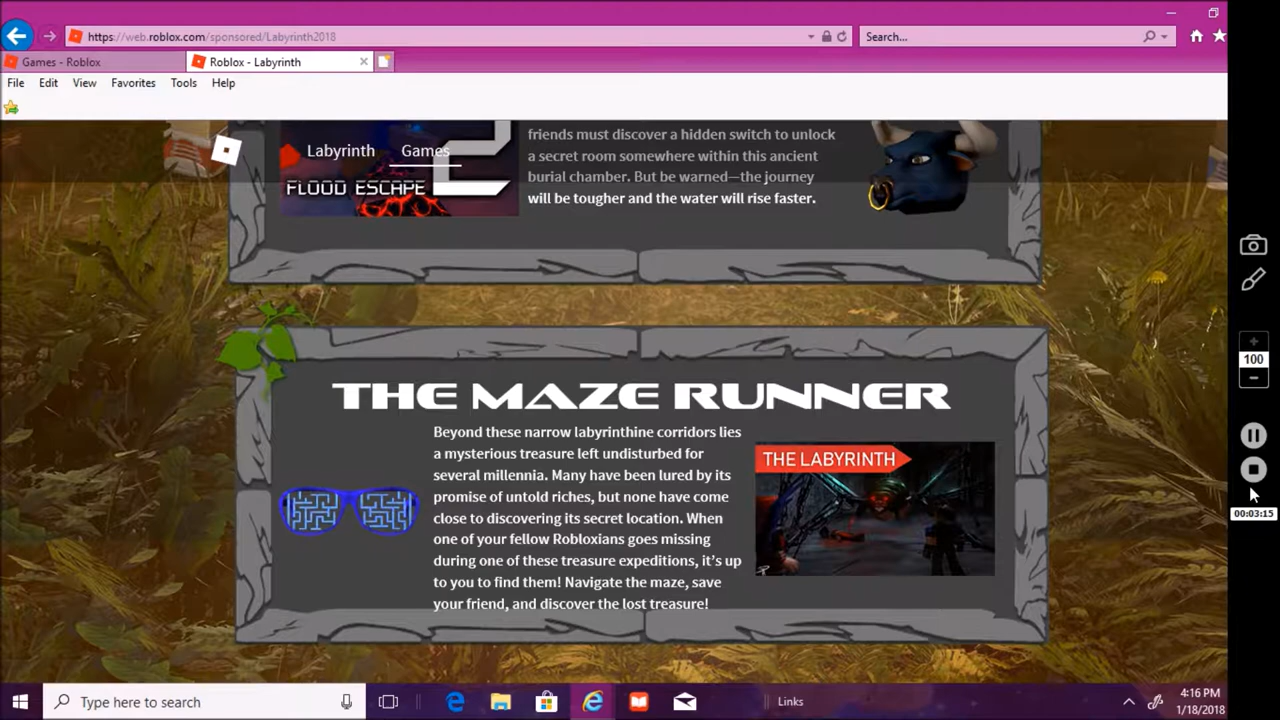 https://web.roblox.com/sponsored/Labyrinth2018
Search...
Games - Roblox
Roblox - Labyrinth
File Edit View Favorites Tools Help
Labyrinth Games
FLOOD ESCAPE 2
friends must discover a hidden switch to unlock
a secret room somewhere within this ancient
burial chamber. But be warned—the journey
will be tougher and the water will rise faster.
THE MAZE RUNNER
Beyond these narrow labyrinthine corridors lies
a mysterious treasure left undisturbed for
several millennia. Many have been lured by its
promise of untold riches, but none have come
close to discovering its secret location. When
one of your fellow Robloxians goes missing
during one of these treasure expeditions, it's up
to you to find them! Navigate the maze, save
your friend, and discover the lost treasure!
THE LABYRINTH
100
00:03:15
Type here to search
Links
4:16 PM
1/18/2018